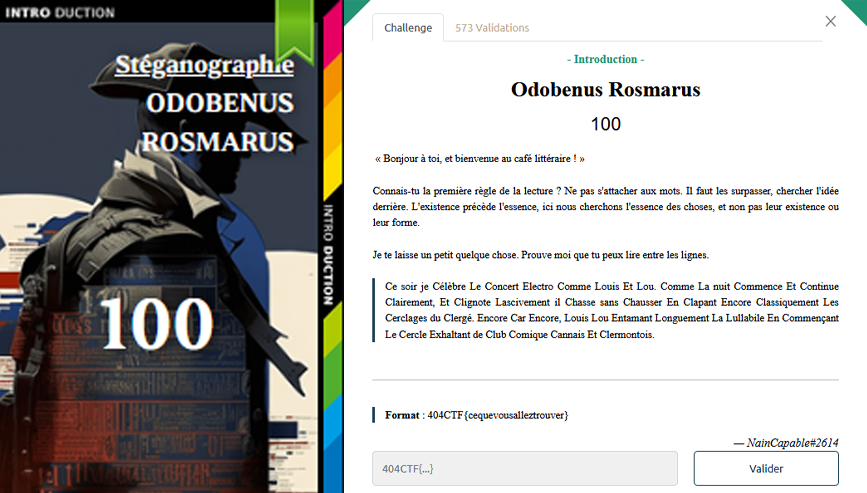 INTRO DUCTION
Stéganographie
ODOBENUS
ROSMARUS
100
INTRO DUCTION
Challenge
573 Validations
- Introduction -
Odobenus Rosmarus
100
« Bonjour à toi, et bienvenue au café littéraire ! »
Connais-tu la première règle de la lecture ? Ne pas s'attacher aux mots. Il faut les surpasser, chercher l'idée
derrière. L'existence précède l'essence, ici nous cherchons l'essence des choses, et non pas leur existence ou
leur forme.
Je te laisse un petit quelque chose. Prouve moi que tu peux lire entre les lignes.
Ce soir je Célèbre Le Concert Electro Comme Louis Et Lou. Comme La nuit Commence Et Continue
Clairement, Et Clignote Lascivement il Chasse sans Chausser En Clapant Encore Classiquement Les
Cerclages du Clergé. Encore Car Encore, Louis Lou Entamant Longuement La Lullabile En Commençant
Le Cercle Exhaltant de Club Comique Cannais Et Clermontois.
Format : 404CTF{cequevousalleztrouver}
— NainCapable#2614
404CTF{...}
Valider